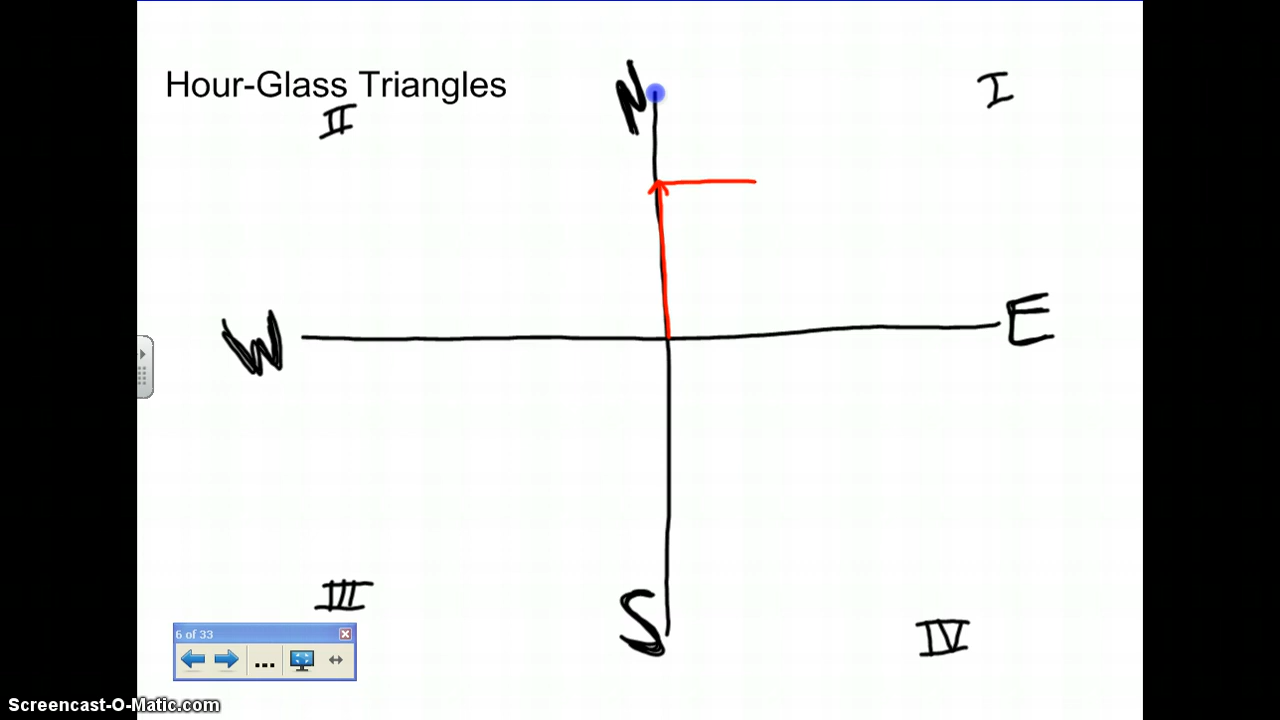 Hour-Glass Triangles
N
I
II
W
E
III
S
IV
6 of 33
...
Screencast-O-Matic.com